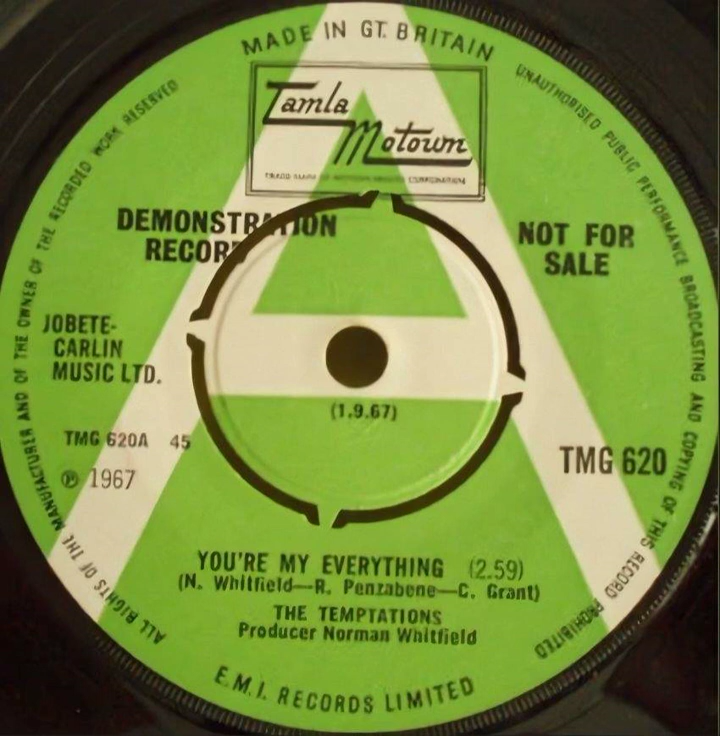 MADE IN GT. BRITAIN
Tamla
Motown
DEMONSTRATION
RECORD
NOT FOR
SALE
JOBETE-
CARLIN
MUSIC LTD.
TMG 620A 45
℗ 1967
(1.9.67)
TMG 620
YOU'RE MY EVERYTHING (2.59)
(N. Whitfield—R. Penzabene—C. Grant)
THE TEMPTATIONS
Producer Norman Whitfield
E.M.I. RECORDS LIMITED
ALL RIGHTS OF THE MANUFACTURER AND OF THE OWNER OF THE RECORDED WORK RESERVED
UNAUTHORISED PUBLIC PERFORMANCE BROADCASTING AND COPYING OF THIS RECORD PROHIBITED